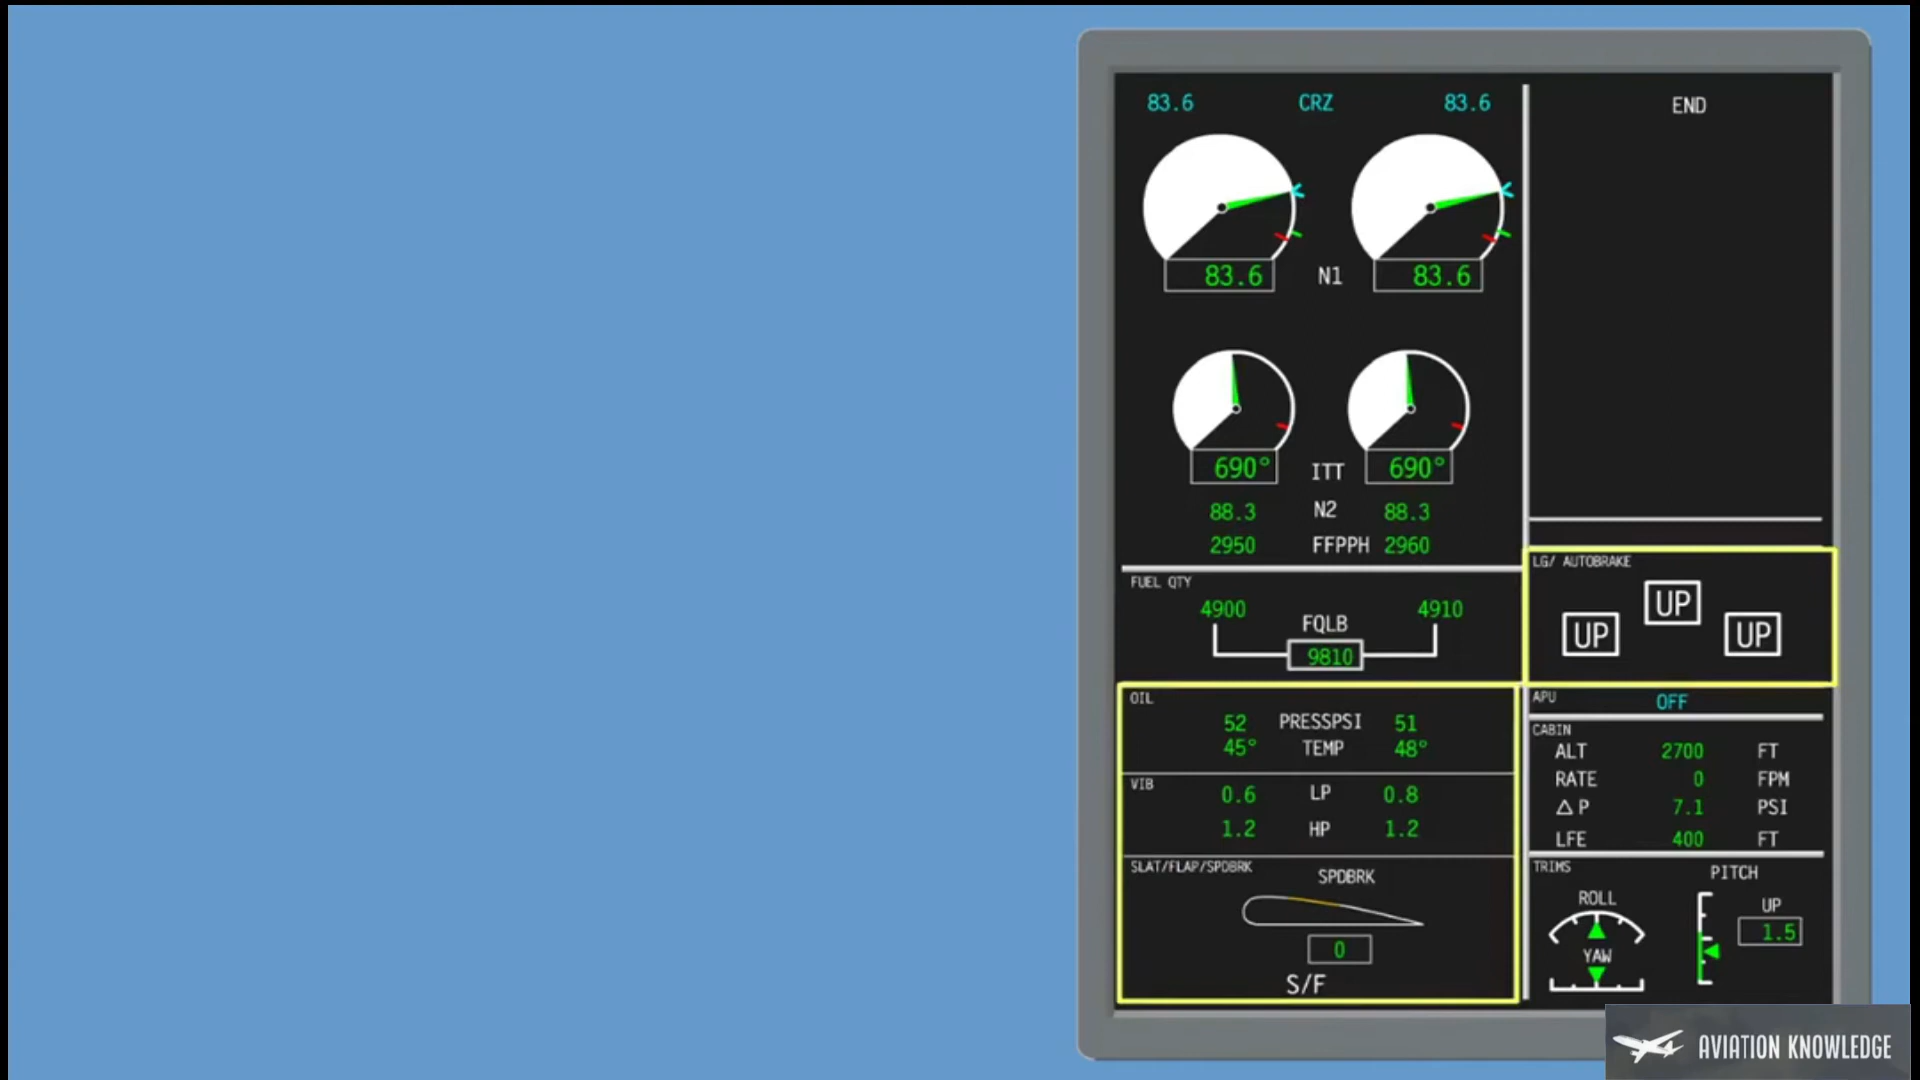 83.6 CRZ 83.6
83.6 N1 83.6
690° ITT 690°
88.3 N2 88.3
2950 FFPPH 2960
FUEL QTY
4900 4910
FQLB
9810
OIL
52 PRESSPSI 51
45° TEMP 48°
VIB
0.6 LP 0.8
1.2 HP 1.2
SLAT/FLAP/SPDBRK
SPDBRK
0
S/F
END
LG/ AUTOBRAKE
UP
UP UP
APU OFF
CABIN
ALT 2700 FT
RATE 0 FPM
Δ P 7.1 PSI
LFE 400 FT
TRIMS
PITCH
ROLL
UP
1.5
YAW
AVIATION KNOWLEDGE